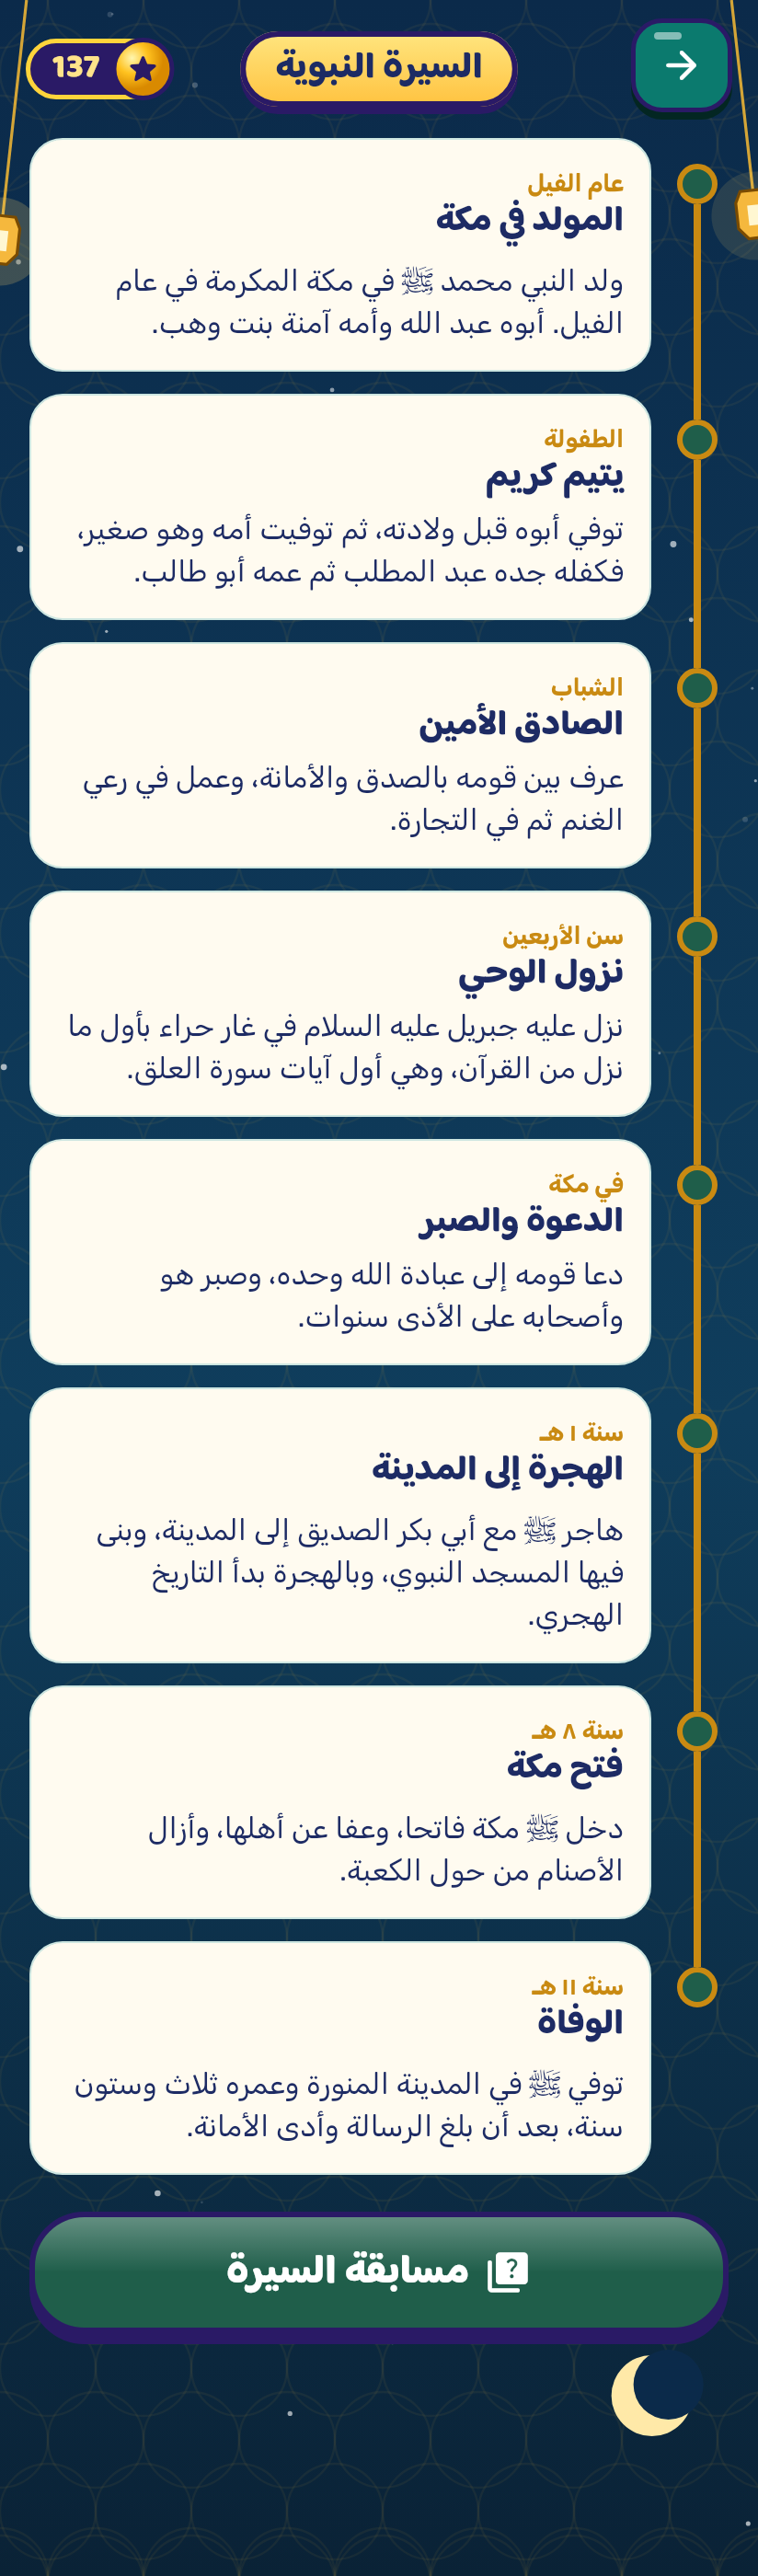 السيرة النبوية
137
عام الفيل
المولد في مكة
ولد النبي محمد ﷺ في مكة المكرمة في عام
الفيل. أبوه عبد الله وأمه آمنة بنت وهب.
الطفولة
يتيم كريم
توفي أبوه قبل ولادته، ثم توفيت أمه وهو صغير،
فكفله جده عبد المطلب ثم عمه أبو طالب.
الشباب
الصادق الأمين
عرف بين قومه بالصدق والأمانة، وعمل في رعي
الغنم ثم في التجارة.
سن الأربعين
نزول الوحي
نزل عليه جبريل عليه السلام في غار حراء بأول ما
نزل من القرآن، وهي أول آيات سورة العلق.
في مكة
الدعوة والصبر
دعا قومه إلى عبادة الله وحده، وصبر هو
وأصحابه على الأذى سنوات.
سنة ١ هـ
الهجرة إلى المدينة
هاجر ﷺ مع أبي بكر الصديق إلى المدينة، وبنى
فيها المسجد النبوي، وبالهجرة بدأ التاريخ
الهجري.
سنة ٨ هـ
فتح مكة
دخل ﷺ مكة فاتحا، وعفا عن أهلها، وأزال
الأصنام من حول الكعبة.
سنة ١١ هـ
الوفاة
توفي ﷺ في المدينة المنورة وعمره ثلاث وستون
سنة، بعد أن بلغ الرسالة وأدى الأمانة.
مسابقة السيرة